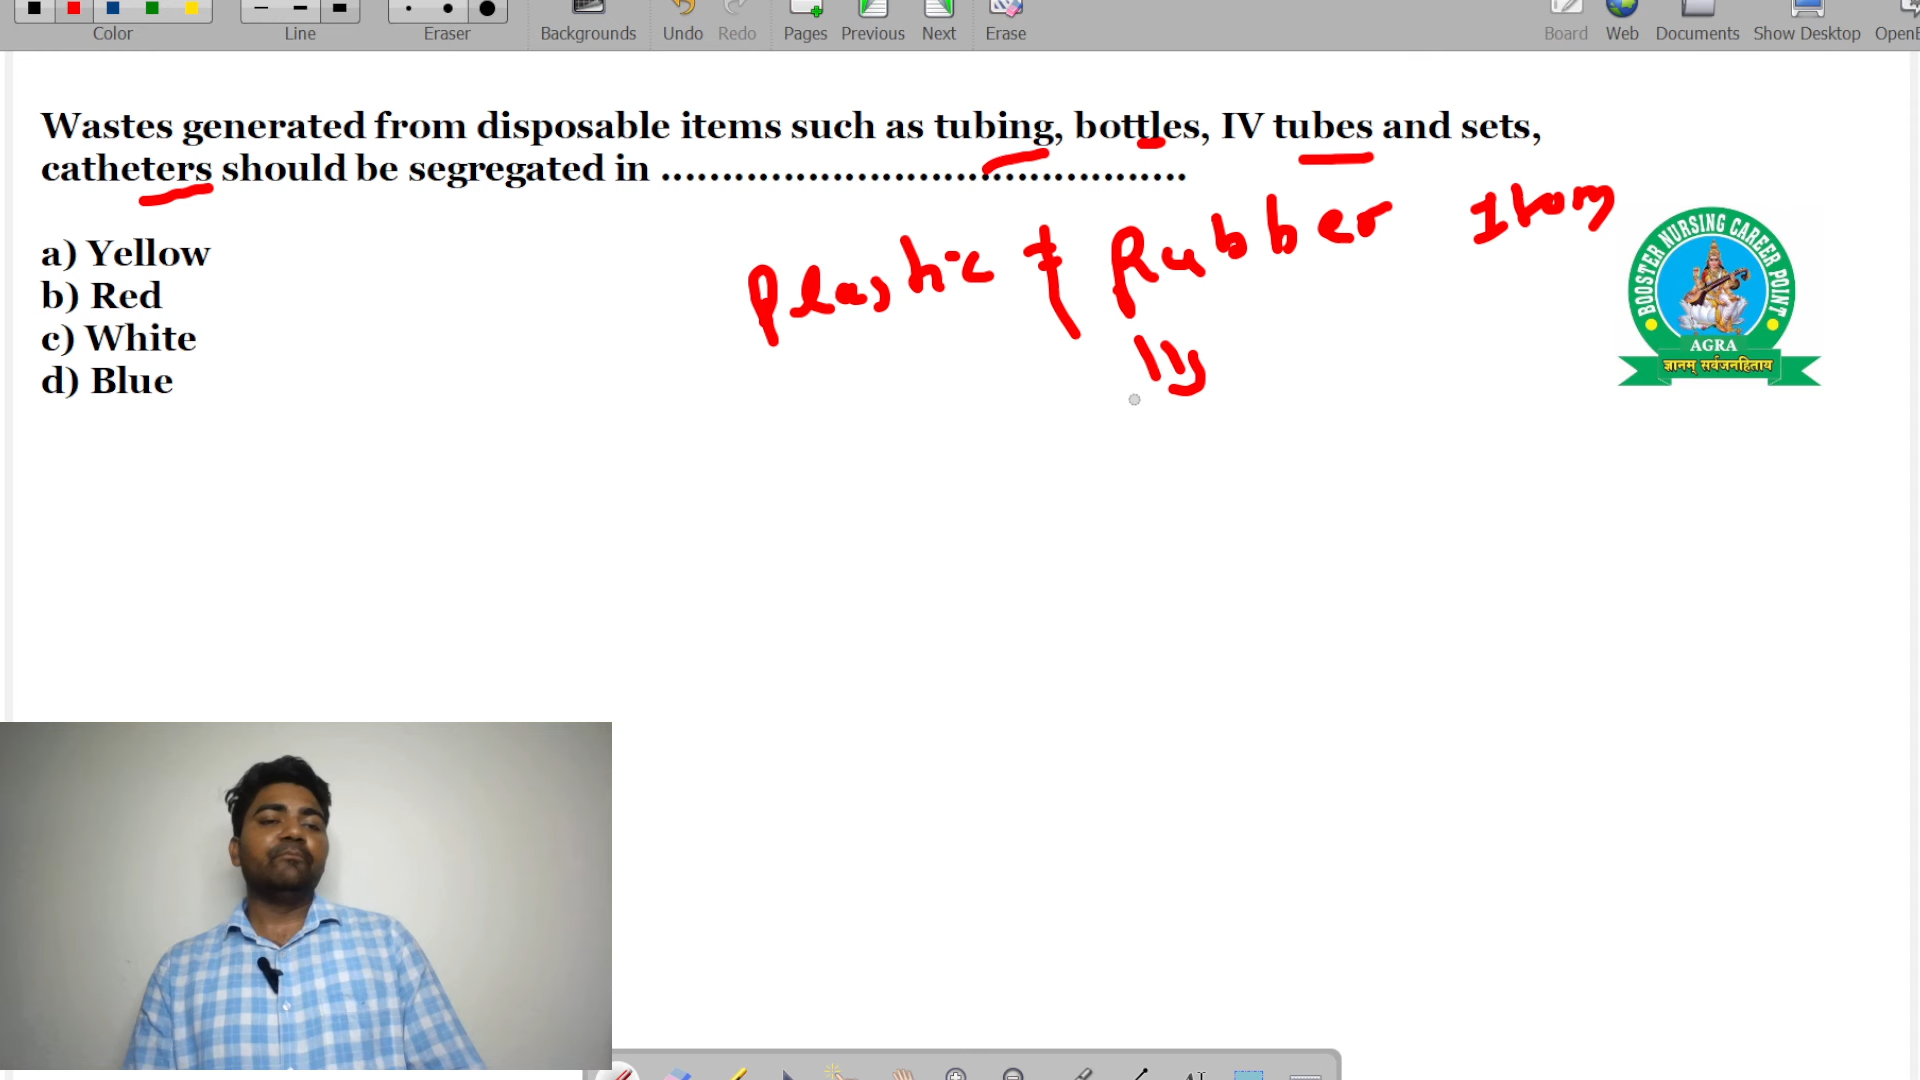 Color Line Eraser Backgrounds Undo Redo Pages Previous Next Erase Board Web Documents Show Desktop
Wastes generated from disposable items such as tubing, bottles, IV tubes and sets,
catheters should be segregated in ...........................................
Plastic & Rubber Item
a) Yellow
b) Red
c) White
d) Blue
BOOSTER NURSING CAREER POINT
AGRA
ज्ञानम् सर्वजनहिताय